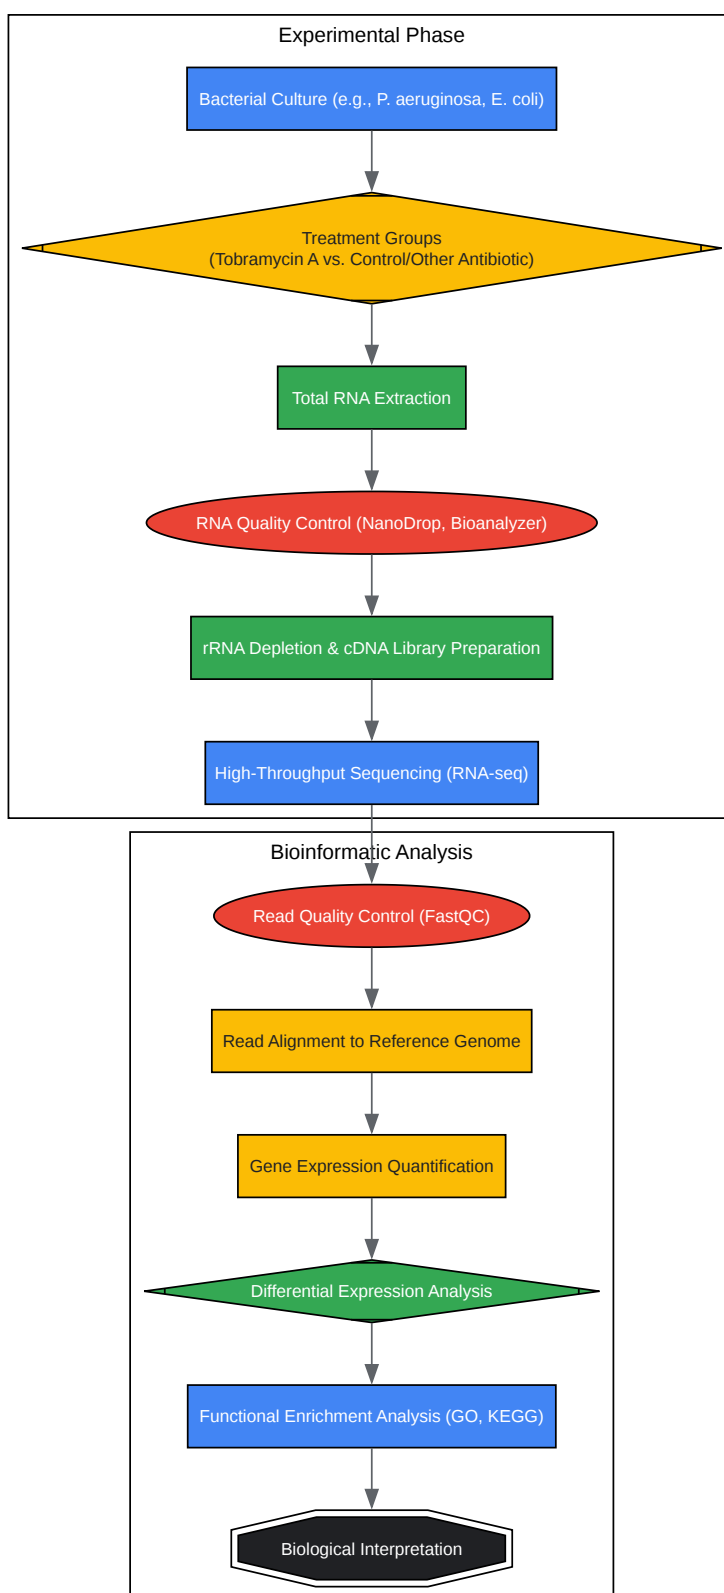 Experimental Phase
Bacterial Culture (e.g., P. aeruginosa, E. coli)
Treatment Groups
(Tobramycin A vs. Control/Other Antibiotic)
Total RNA Extraction
RNA Quality Control (NanoDrop, Bioanalyzer)
rRNA Depletion & cDNA Library Preparation
High-Throughput Sequencing (RNA-seq)
Bioinformatic Analysis
Read Quality Control (FastQC)
Read Alignment to Reference Genome
Gene Expression Quantification
Differential Expression Analysis
Functional Enrichment Analysis (GO, KEGG)
Biological Interpretation